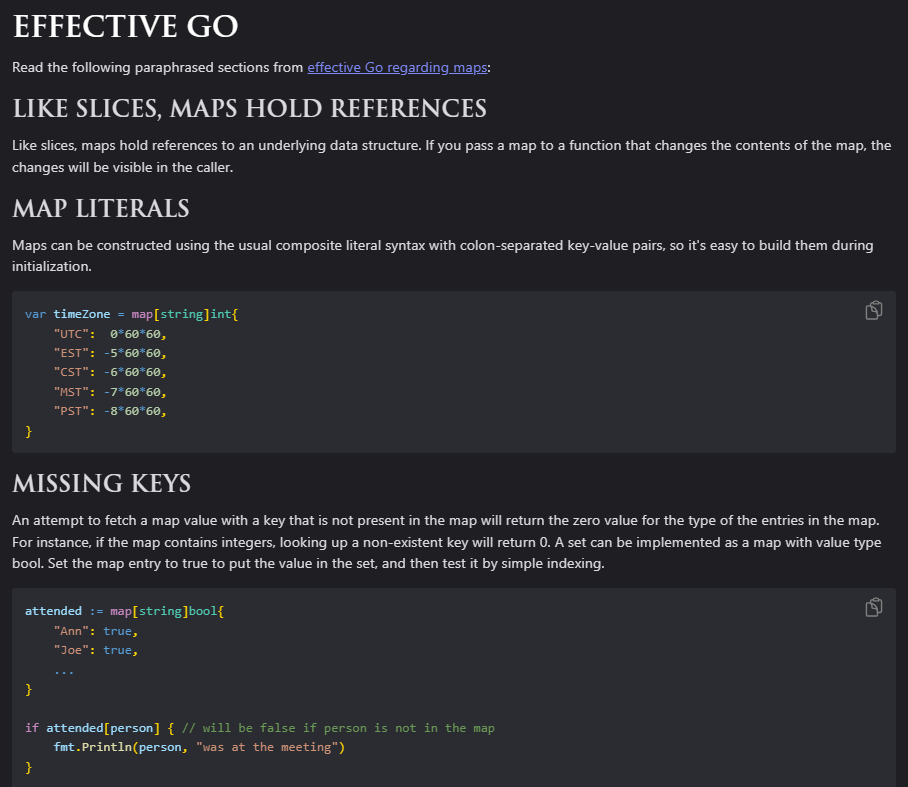 EFFECTIVE GO
Read the following paraphrased sections from effective Go regarding maps:
LIKE SLICES, MAPS HOLD REFERENCES
Like slices, maps hold references to an underlying data structure. If you pass a map to a function that changes the contents of the map, the
changes will be visible in the caller.
MAP LITERALS
Maps can be constructed using the usual composite literal syntax with colon-separated key-value pairs, so it's easy to build them during
initialization.
var timeZone = map[string]int{
    "UTC":  0*60*60,
    "EST": -5*60*60,
    "CST": -6*60*60,
    "MST": -7*60*60,
    "PST": -8*60*60,
}
MISSING KEYS
An attempt to fetch a map value with a key that is not present in the map will return the zero value for the type of the entries in the map.
For instance, if the map contains integers, looking up a non-existent key will return 0. A set can be implemented as a map with value type
bool. Set the map entry to true to put the value in the set, and then test it by simple indexing.
attended := map[string]bool{
    "Ann": true,
    "Joe": true,
    ...
}
if attended[person] { // will be false if person is not in the map
    fmt.Println(person, "was at the meeting")
}